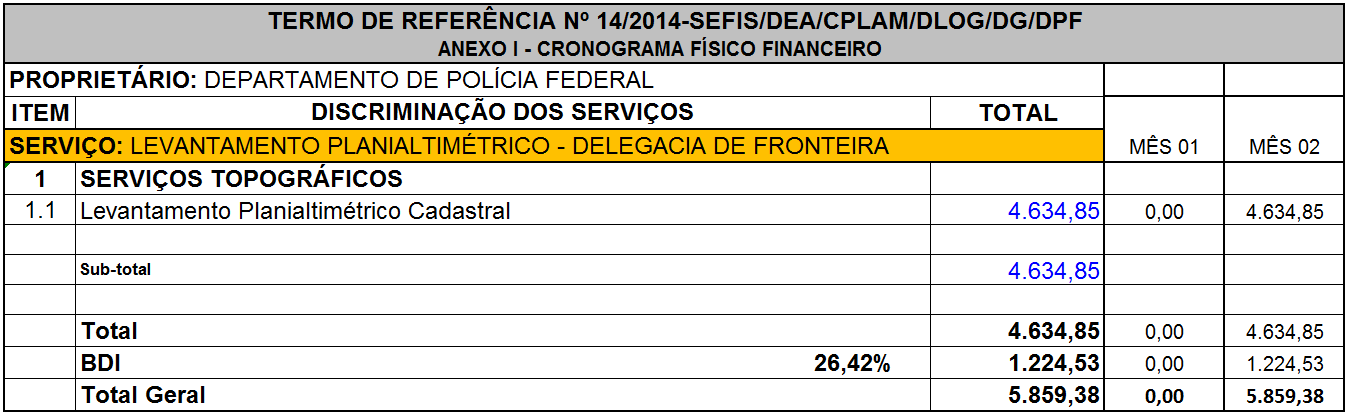 TERMO DE REFERÊNCIA Nº 14/2014-SEFIS/DEA/CPLAM/DLOG/DG/DPF
ANEXO I - CRONOGRAMA FÍSICO FINANCEIRO
PROPRIETÁRIO: DEPARTAMENTO DE POLÍCIA FEDERAL
ITEM DISCRIMINAÇÃO DOS SERVIÇOS TOTAL
SERVIÇO: LEVANTAMENTO PLANIALTIMÉTRICO - DELEGACIA DE FRONTEIRA MÊS 01 MÊS 02
1 SERVIÇOS TOPOGRÁFICOS
1.1 Levantamento Planialtimétrico Cadastral 4.634,85 0,00 4.634,85
Sub-total 4.634,85
Total 4.634,85 0,00 4.634,85
BDI 26,42% 1.224,53 0,00 1.224,53
Total Geral 5.859,38 0,00 5.859,38